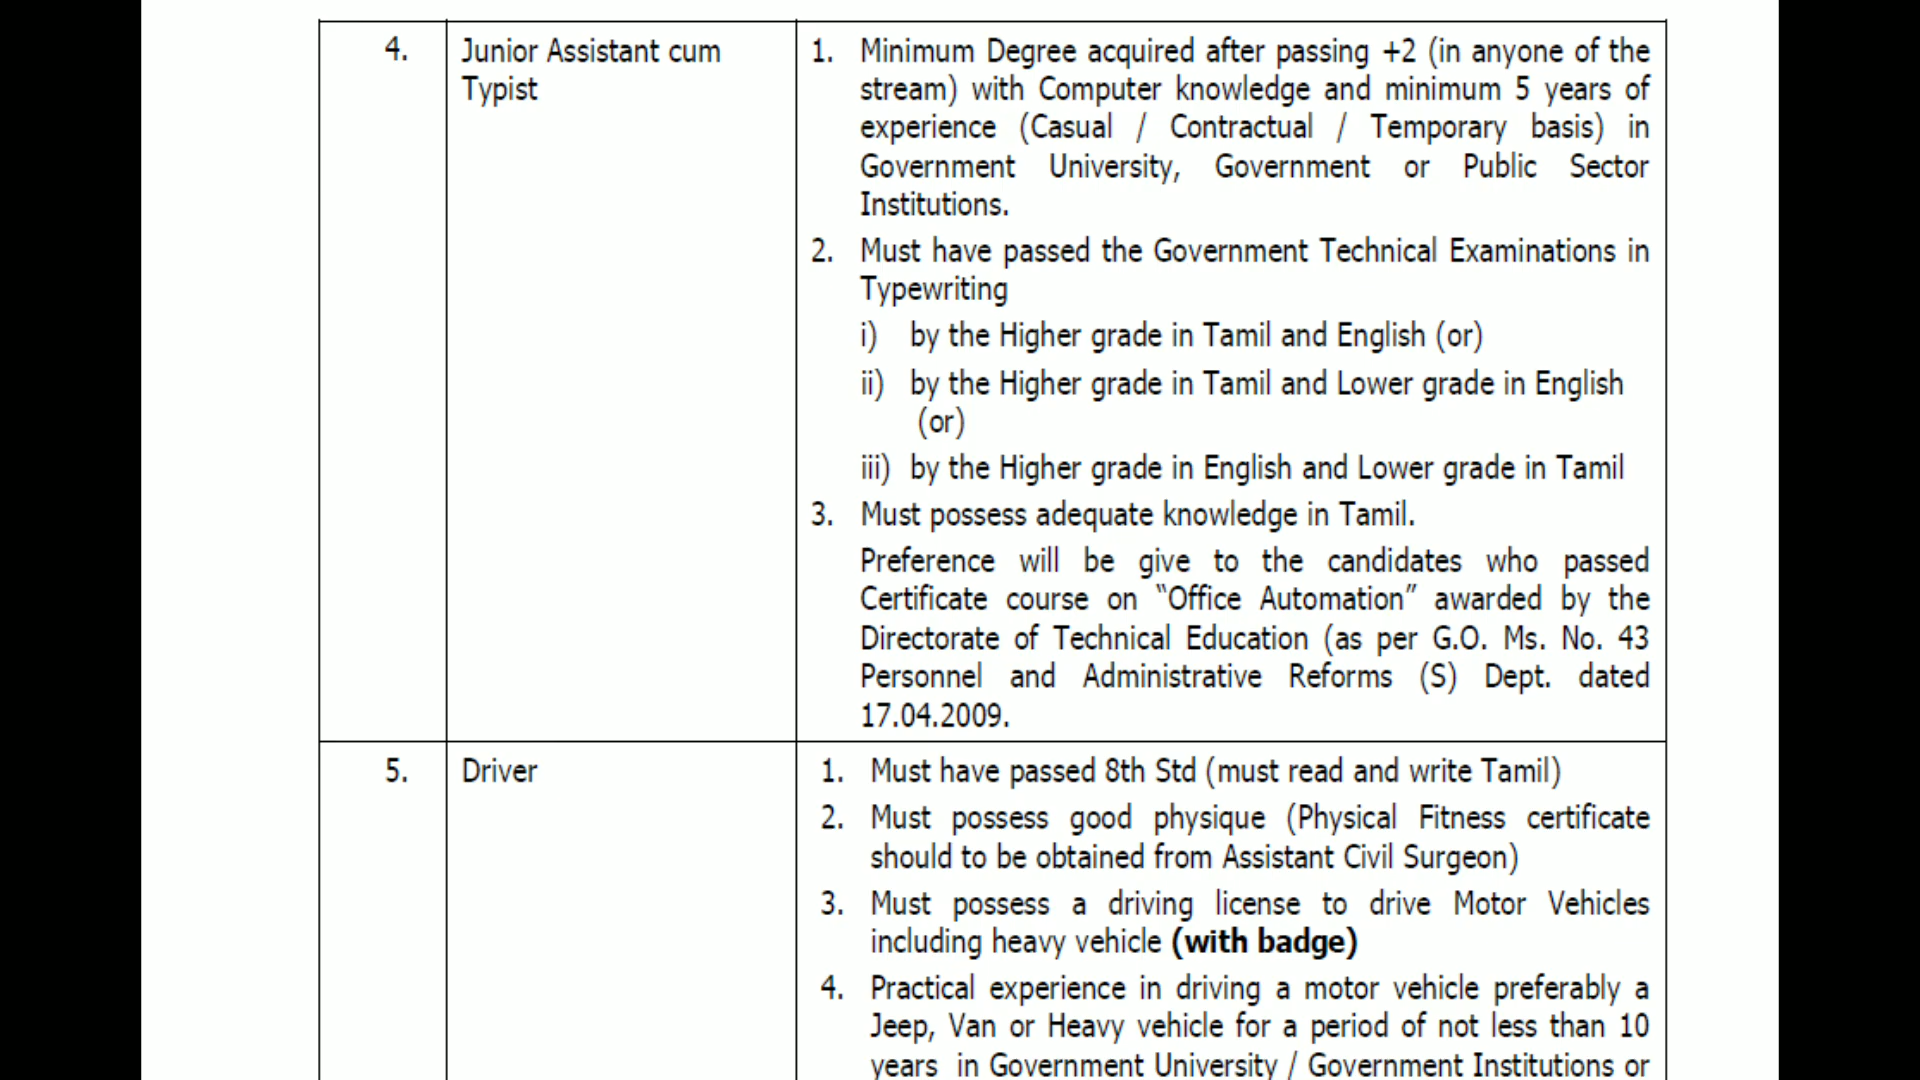 4.
Junior Assistant cum
Typist
1. Minimum Degree acquired after passing +2 (in anyone of the
stream) with Computer knowledge and minimum 5 years of
experience (Casual / Contractual / Temporary basis) in
Government University, Government or Public Sector
Institutions.
2. Must have passed the Government Technical Examinations in
Typewriting
i) by the Higher grade in Tamil and English (or)
ii) by the Higher grade in Tamil and Lower grade in English
(or)
iii) by the Higher grade in English and Lower grade in Tamil
3. Must possess adequate knowledge in Tamil.
Preference will be give to the candidates who passed
Certificate course on “Office Automation” awarded by the
Directorate of Technical Education (as per G.O. Ms. No. 43
Personnel and Administrative Reforms (S) Dept. dated
17.04.2009.
5.
Driver
1. Must have passed 8th Std (must read and write Tamil)
2. Must possess good physique (Physical Fitness certificate
should to be obtained from Assistant Civil Surgeon)
3. Must possess a driving license to drive Motor Vehicles
including heavy vehicle (with badge)
4. Practical experience in driving a motor vehicle preferably a
Jeep, Van or Heavy vehicle for a period of not less than 10
years in Government University / Government Institutions or